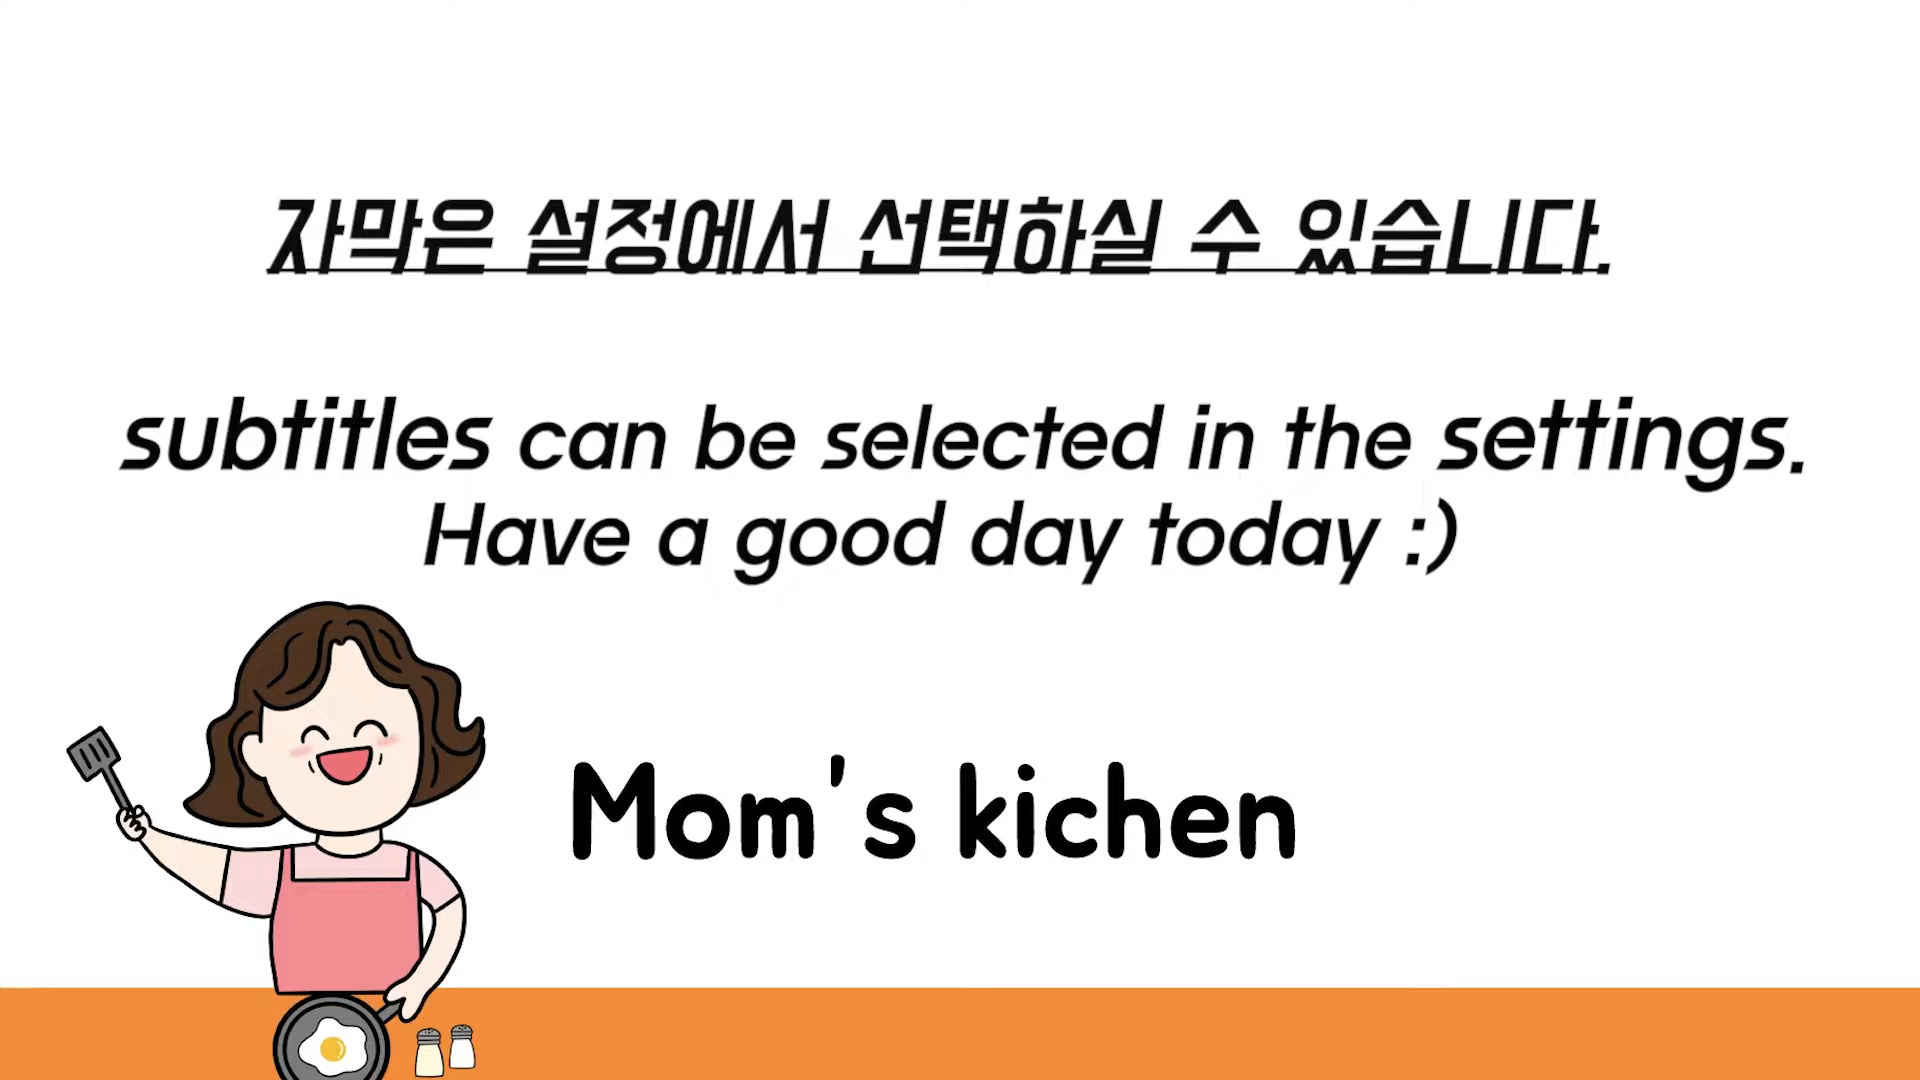 자막은 설정에서 선택하실 수 있습니다.
subtitles can be selected in the settings.
Have a good day today :)
Mom's kichen